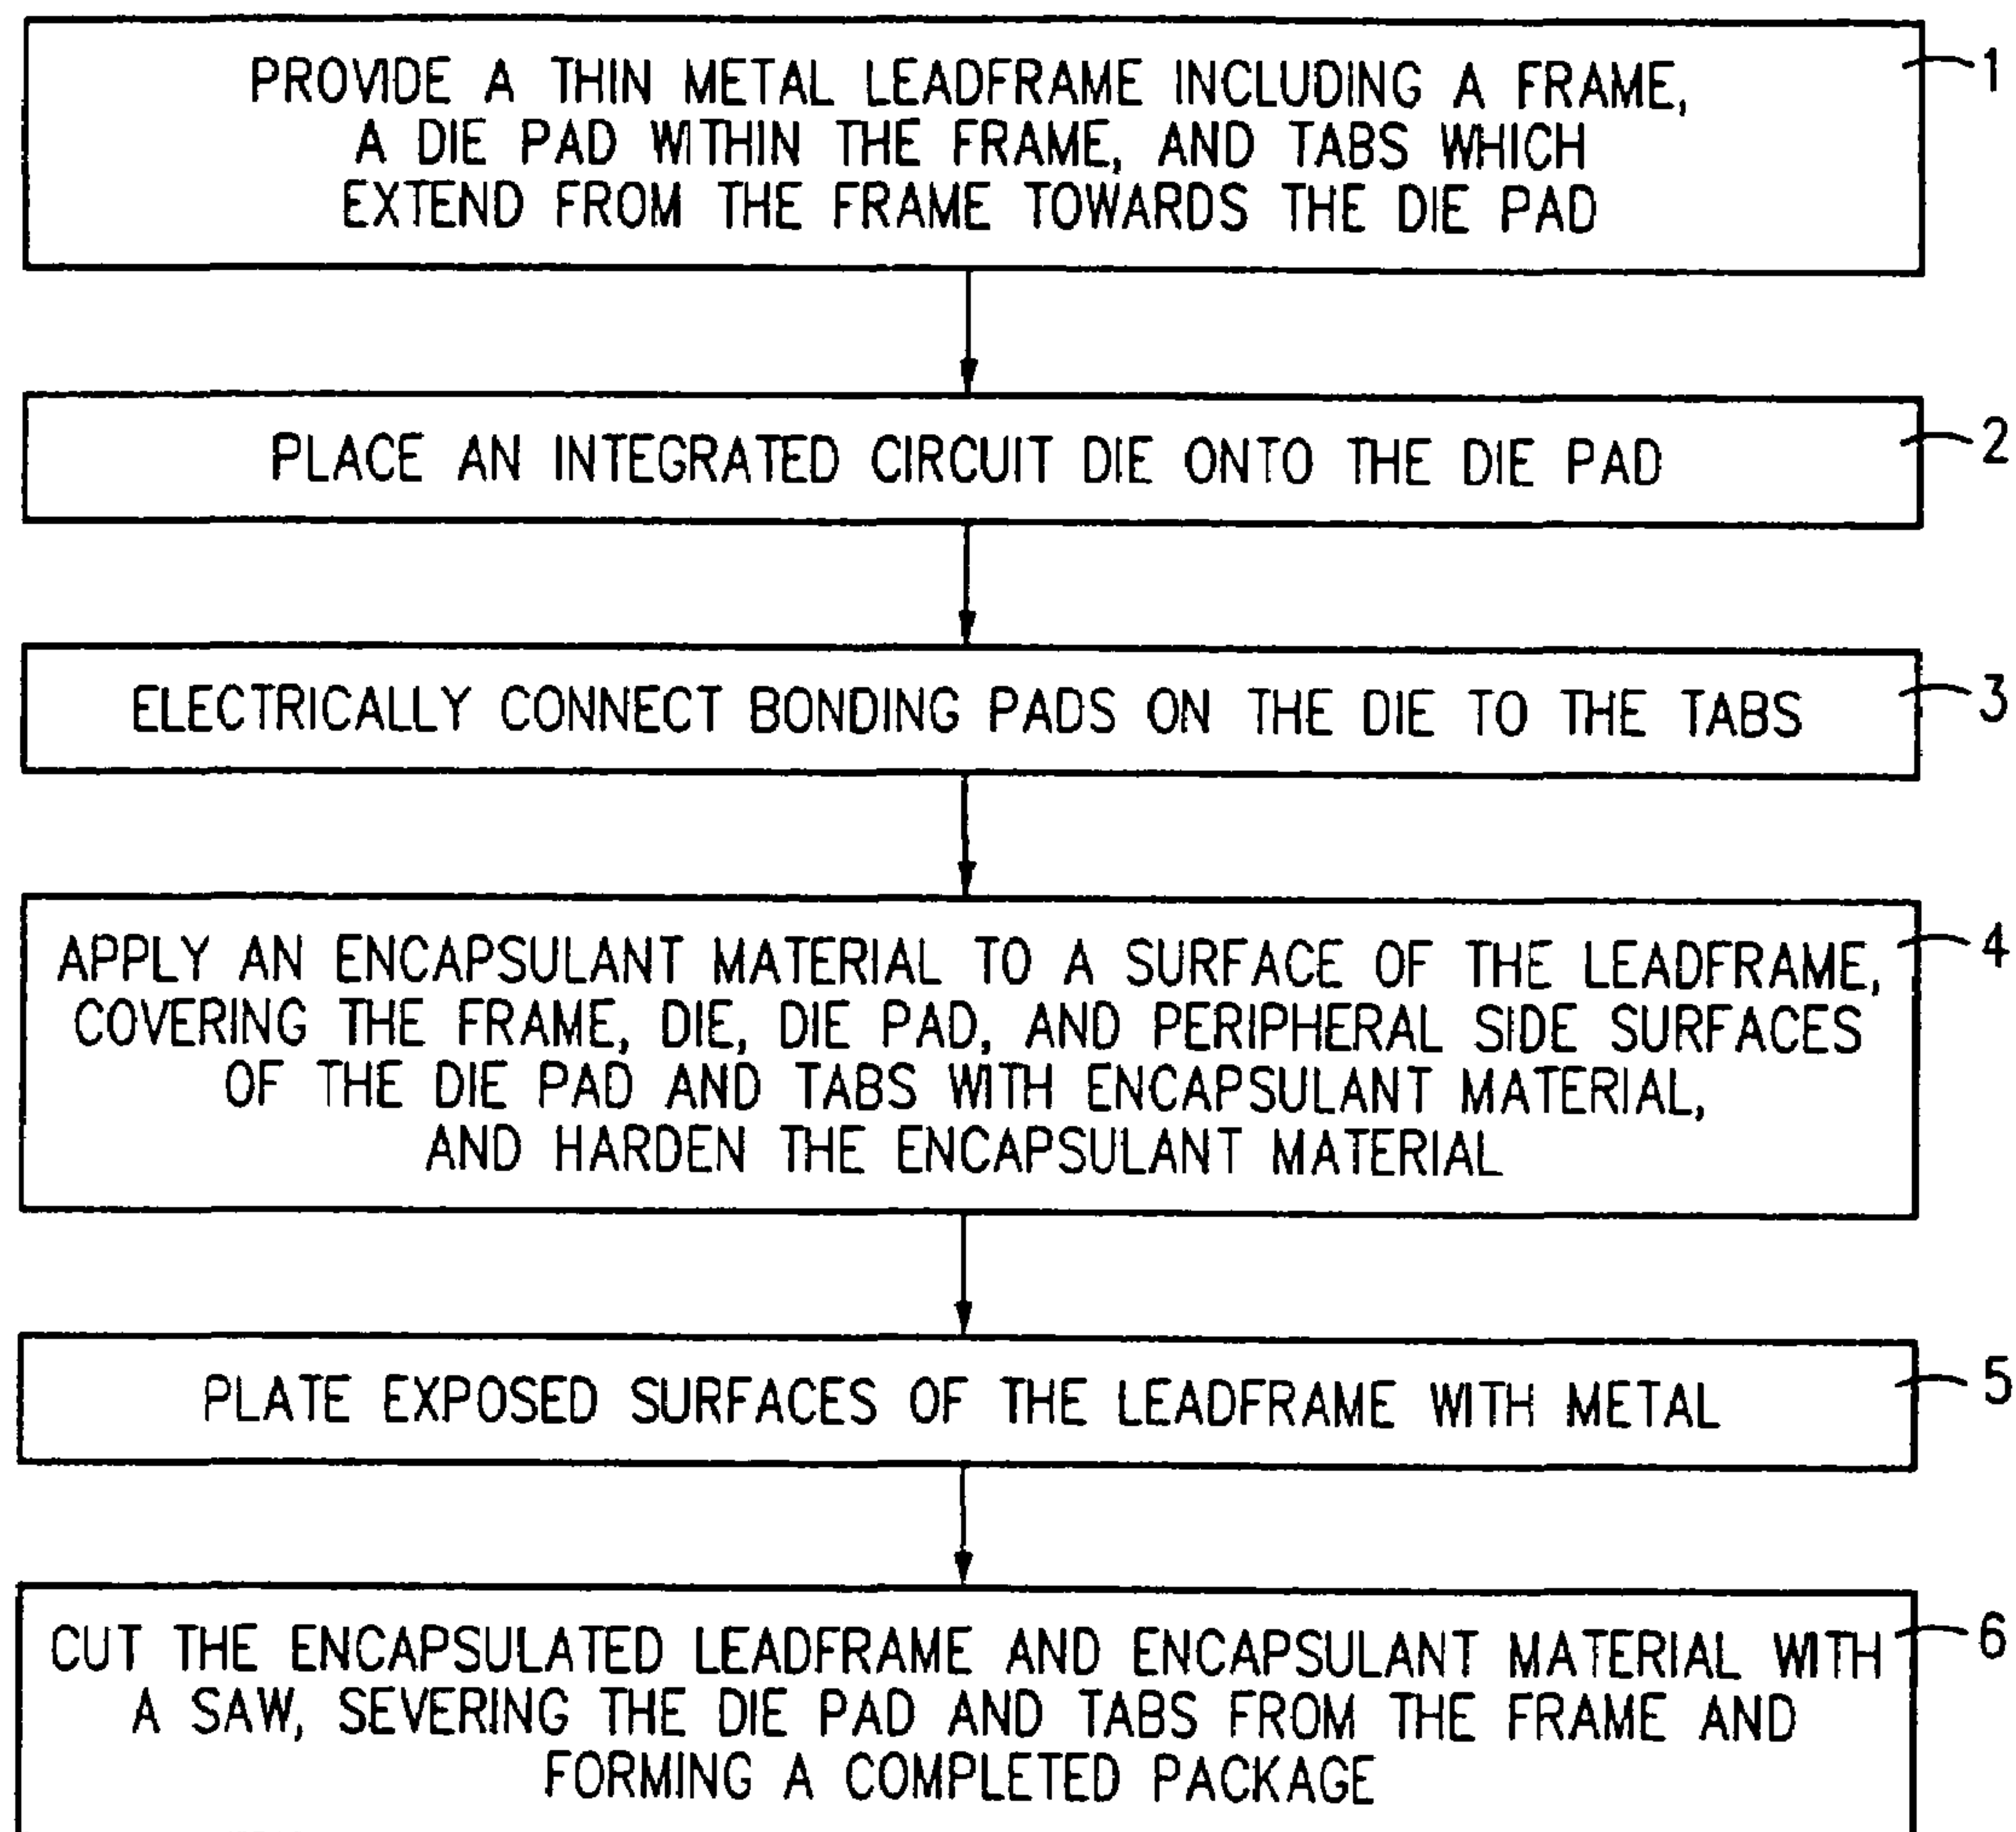 PROVIDE A THIN METAL LEADFRAME INCLUDING A FRAME,
A DIE PAD WITHIN THE FRAME, AND TABS WHICH
EXTEND FROM THE FRAME TOWARDS THE DIE PAD
1
PLACE AN INTEGRATED CIRCUIT DIE ONTO THE DIE PAD
2
ELECTRICALLY CONNECT BONDING PADS ON THE DIE TO THE TABS
3
APPLY AN ENCAPSULANT MATERIAL TO A SURFACE OF THE LEADFRAME,
COVERING THE FRAME, DIE, DIE PAD, AND PERIPHERAL SIDE SURFACES
OF THE DIE PAD AND TABS WITH ENCAPSULANT MATERIAL,
AND HARDEN THE ENCAPSULANT MATERIAL
4
PLATE EXPOSED SURFACES OF THE LEADFRAME WITH METAL
5
CUT THE ENCAPSULATED LEADFRAME AND ENCAPSULANT MATERIAL WITH
A SAW, SEVERING THE DIE PAD AND TABS FROM THE FRAME AND
FORMING A COMPLETED PACKAGE
6